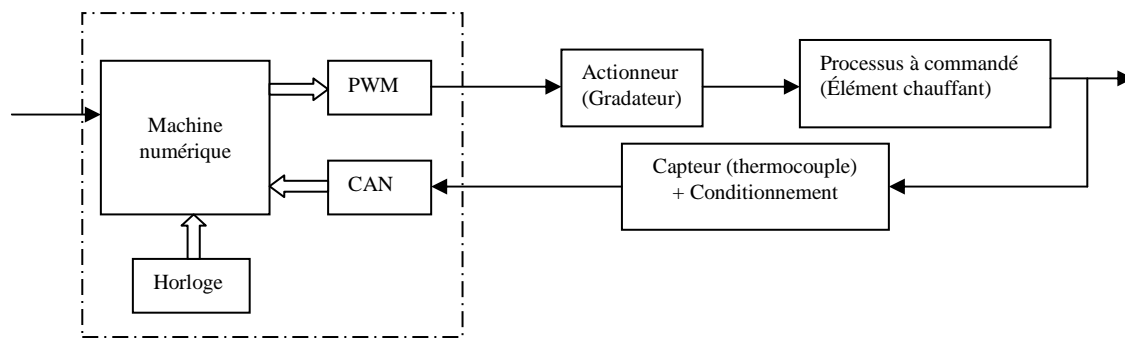 Machine
numérique
PWM
CAN
Horloge
Actionneur
(Gradateur)
Processus à commandé
(Élément chauffant)
Capteur (thermocouple)
+ Conditionnement